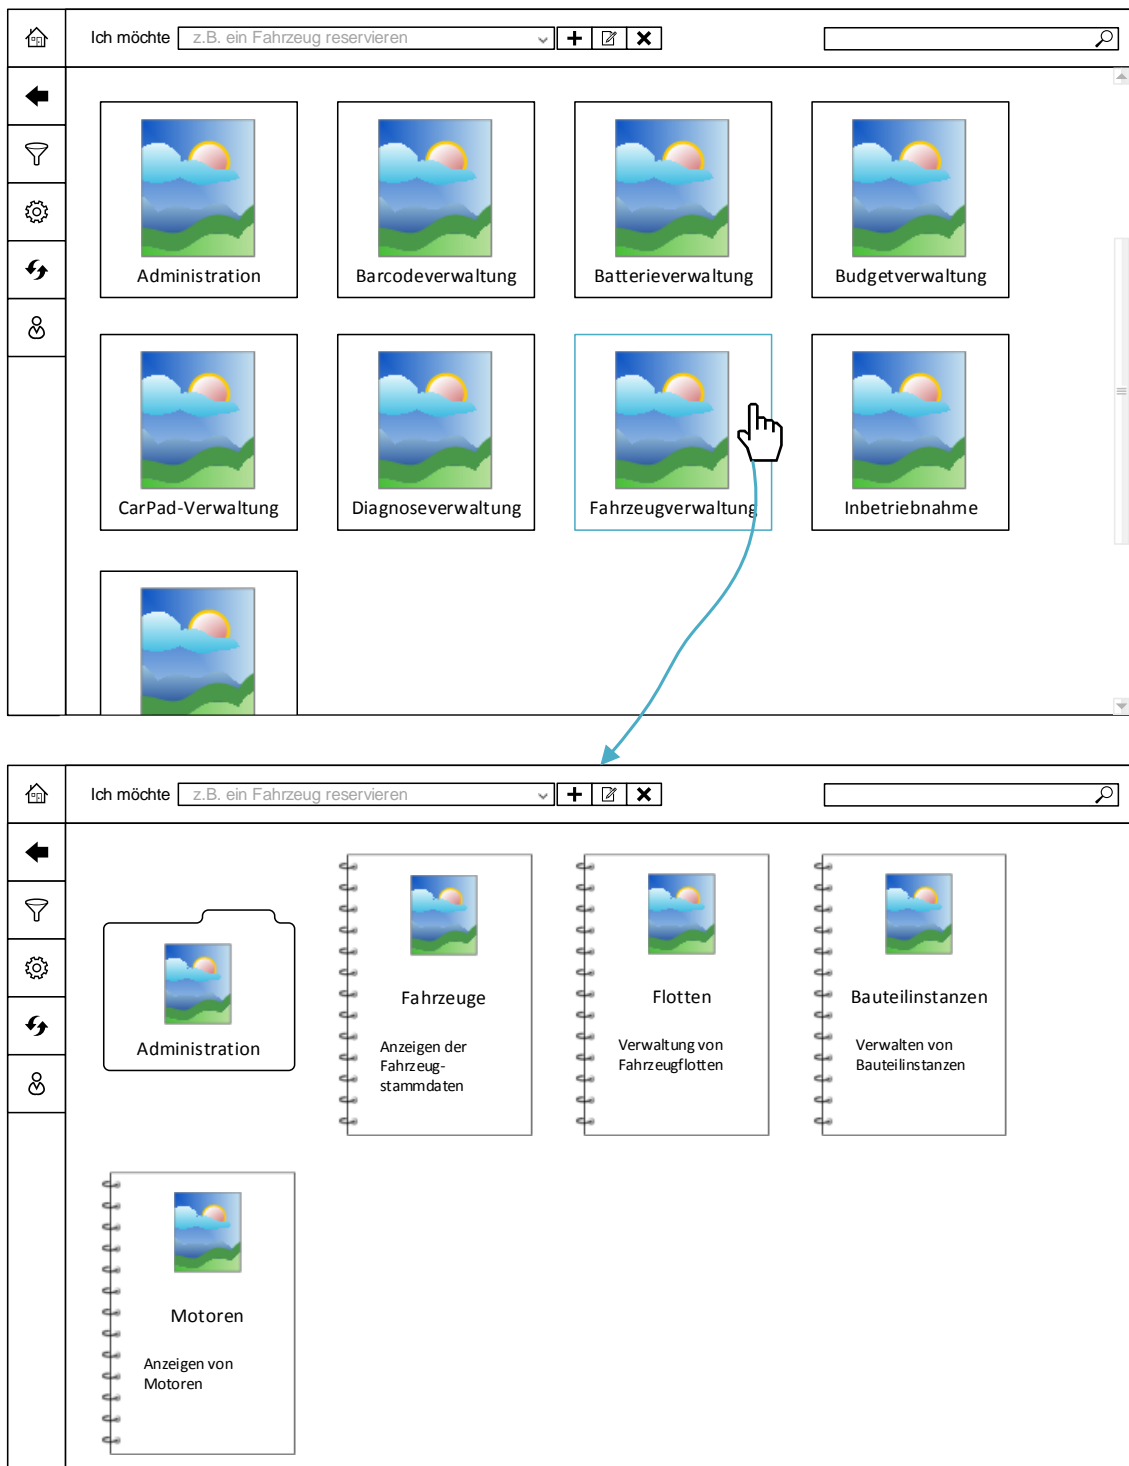 Ich möchte z.B. ein Fahrzeug reservieren
Administration Barcodeverwaltung Batterieverwaltung Budgetverwaltung
CarPad-Verwaltung Diagnoseverwaltung Fahrzeugverwaltung Inbetriebnahme
Ich möchte z.B. ein Fahrzeug reservieren
Administration
Fahrzeuge
Anzeigen der
Fahrzeug-
stammdaten
Flotten
Verwaltung von
Fahrzeugflotten
Bauteilinstanzen
Verwalten von
Bauteilinstanzen
Motoren
Anzeigen von
Motoren